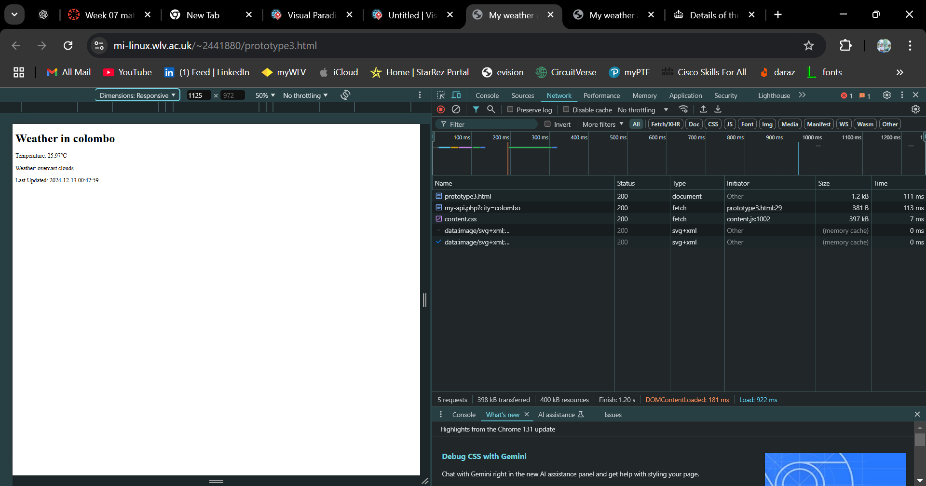 Week 07 mat
New Tab
Visual Paradi
Untitled | Vis
My weather
My weather
Details of th
mi-linux.wlv.ac.uk/~2441880/prototype3.html
All Mail
YouTube
(1) Feed | LinkedIn
myWLV
iCloud
Home | StarRez Portal
evision
CircuitVerse
myPTE
Cisco Skills For All
daraz
fonts
Dimensions: Responsive
1125 × 972
50%
No throttling
Console
Sources
Network
Performance
Memory
Application
Security
Lighthouse
1
1
Preserve log
Disable cache
No throttling
Filter
Invert
More filters
All
Fetch/XHR
Doc
CSS
JS
Font
Img
Media
Manifest
WS
Wasm
Other
100 ms
200 ms
300 ms
400 ms
500 ms
600 ms
700 ms
800 ms
900 ms
1000 ms
1100 ms
1200 ms
Weather in colombo
Temperature: 25.97°C
Weather: overcast clouds
Last Updated: 2024-12-11
Name Status Type Initiator Size Time
prototype3.html 200 document Other 1.2 kB 111 ms
my-api.php?city=colombo 200 fetch prototype3.html:29 381 B 113 ms
content.css 200 fetch content.js:1002 397 kB 7 ms
data:image/svg+xml;... 200 svg+xml Other (memory cache) 0 ms
data:image/svg+xml;... 200 svg+xml Other (memory cache) 0 ms
5 requests
398 kB transferred
400 kB resources
Finish: 1.20 s
DOMContentLoaded: 181 ms
Load: 922 ms
Console
What's new
AI assistance
Issues
Highlights from the Chrome 131 update
Debug CSS with Gemini
Chat with Gemini right in the new AI assistance panel and get help with styling your page.